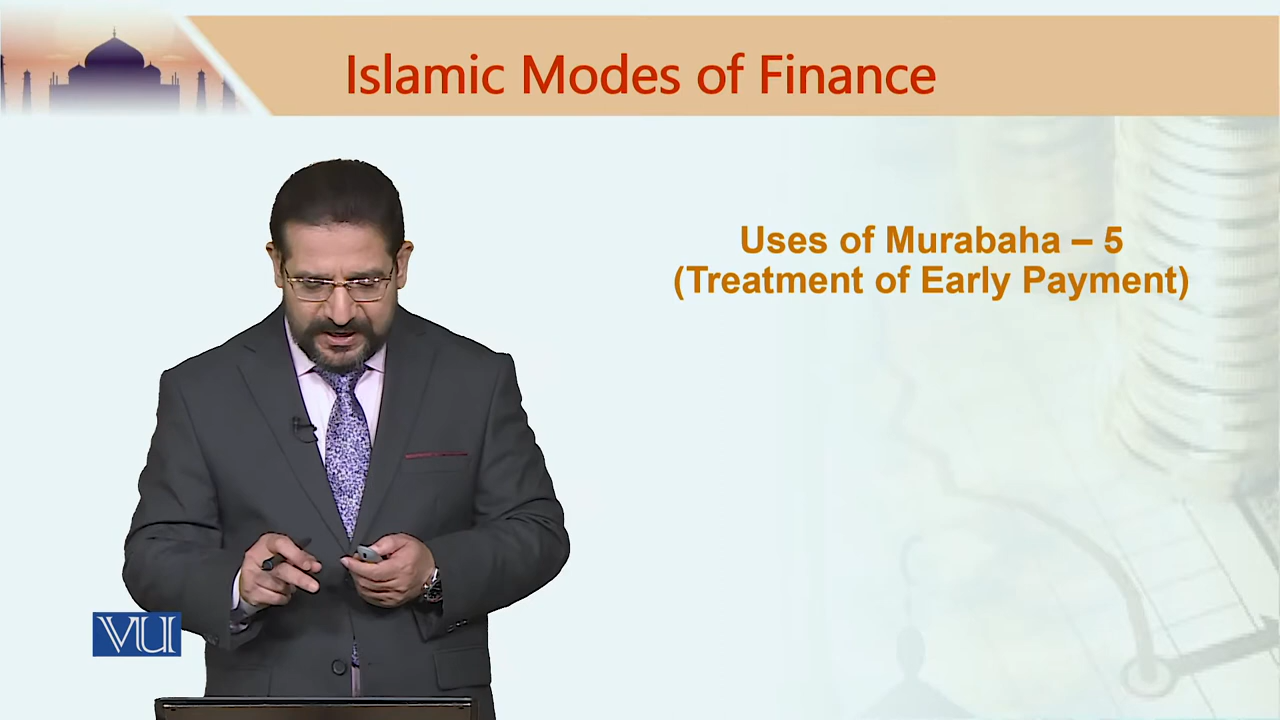 Islamic Modes of Finance
Uses of Murabaha – 5
(Treatment of Early Payment)
VU